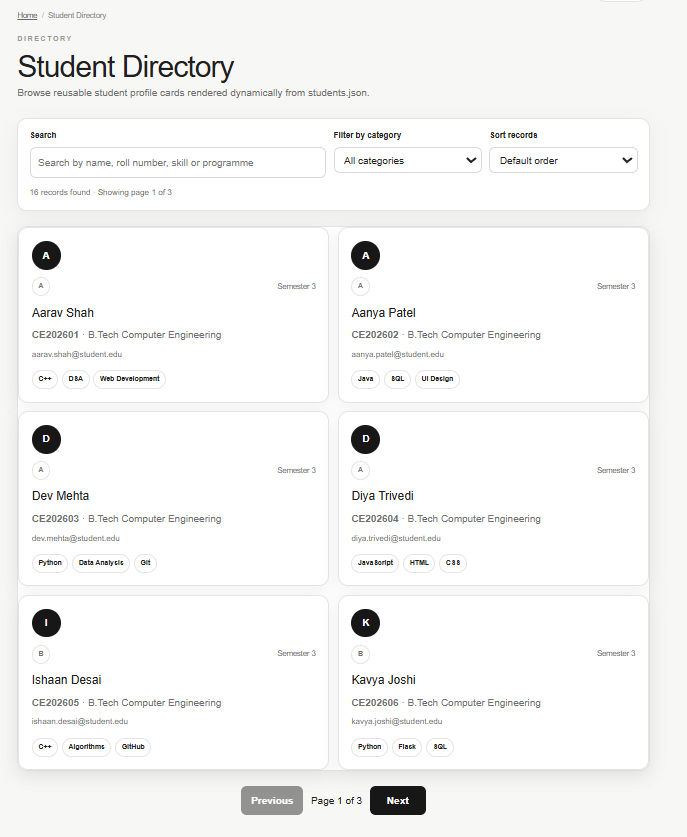 Home / Student Directory
DIRECTORY
Student Directory
Browse reusable student profile cards rendered dynamically from students.json.
Search Filter by category Sort records
Search by name, roll number, skill or programme All categories Default order
16 records found · Showing page 1 of 3
A A
A Semester 3 A Semester 3
Aarav Shah Aanya Patel
CE202601 · B.Tech Computer Engineering CE202602 · B.Tech Computer Engineering
aarav.shah@student.edu aanya.patel@student.edu
C++ DSA Web Development Java SQL UI Design
D D
A Semester 3 A Semester 3
Dev Mehta Diya Trivedi
CE202603 · B.Tech Computer Engineering CE202604 · B.Tech Computer Engineering
dev.mehta@student.edu diya.trivedi@student.edu
Python Data Analysis Git JavaScript HTML CSS
I K
B Semester 3 B Semester 3
Ishaan Desai Kavya Joshi
CE202605 · B.Tech Computer Engineering CE202606 · B.Tech Computer Engineering
ishaan.desai@student.edu kavya.joshi@student.edu
C++ Algorithms GitHub Python Flask SQL
Previous Page 1 of 3 Next